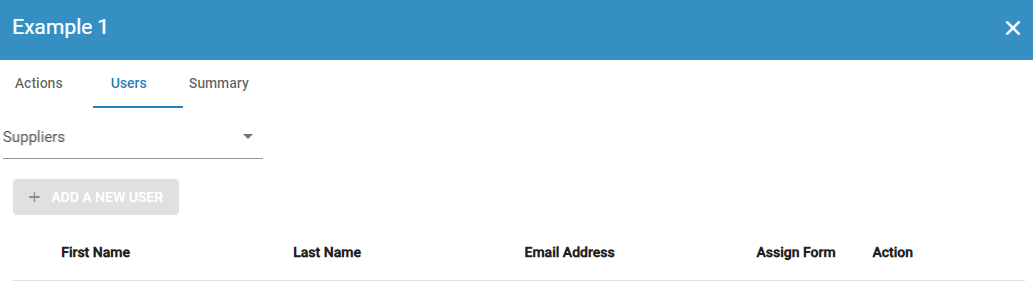 Example 1
Actions Users Summary
Suppliers
ADD A NEW USER
First Name Last Name Email Address Assign Form Action